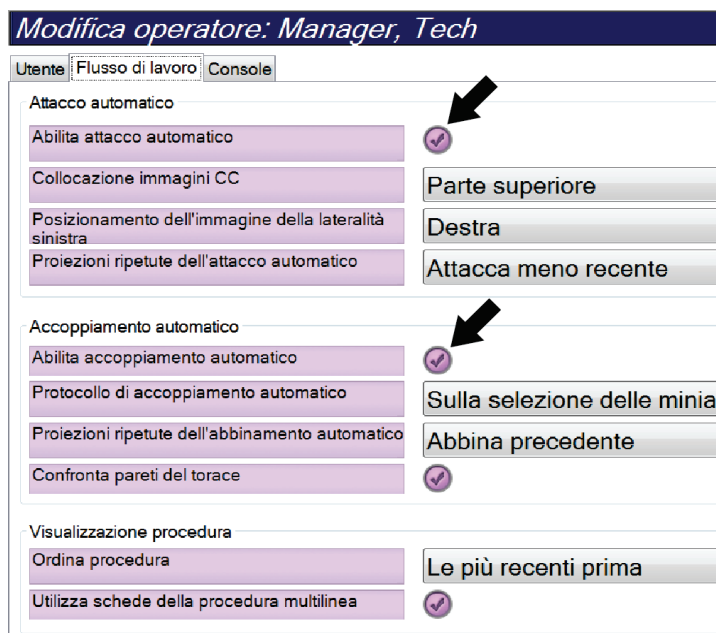 Modifica operatore: Manager, Tech
Utente Flusso di lavoro Console
Attacco automatico
Abilita attacco automatico
Collocazione immagini CC
Parte superiore
Posizionamento dell'immagine della lateralità
sinistra
Destra
Proiezioni ripetute dell'attacco automatico
Attacca meno recente
Accoppiamento automatico
Abilita accoppiamento automatico
Protocollo di accoppiamento automatico
Sulla selezione delle minia
Proiezioni ripetute dell'abbinamento automatico
Abbina precedente
Confronta pareti del torace
Visualizzazione procedura
Ordina procedura
Le più recenti prima
Utilizza schede della procedura multilinea